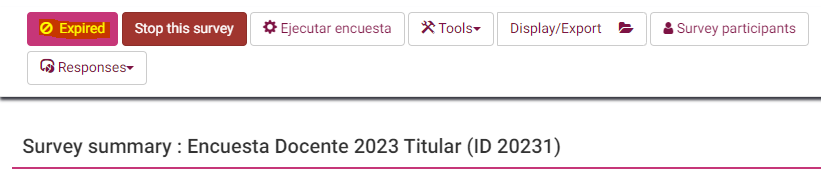 Expired Stop this survey Ejecutar encuesta Tools Display/Export Survey participants
Responses
Survey summary : Encuesta Docente 2023 Titular (ID 20231)